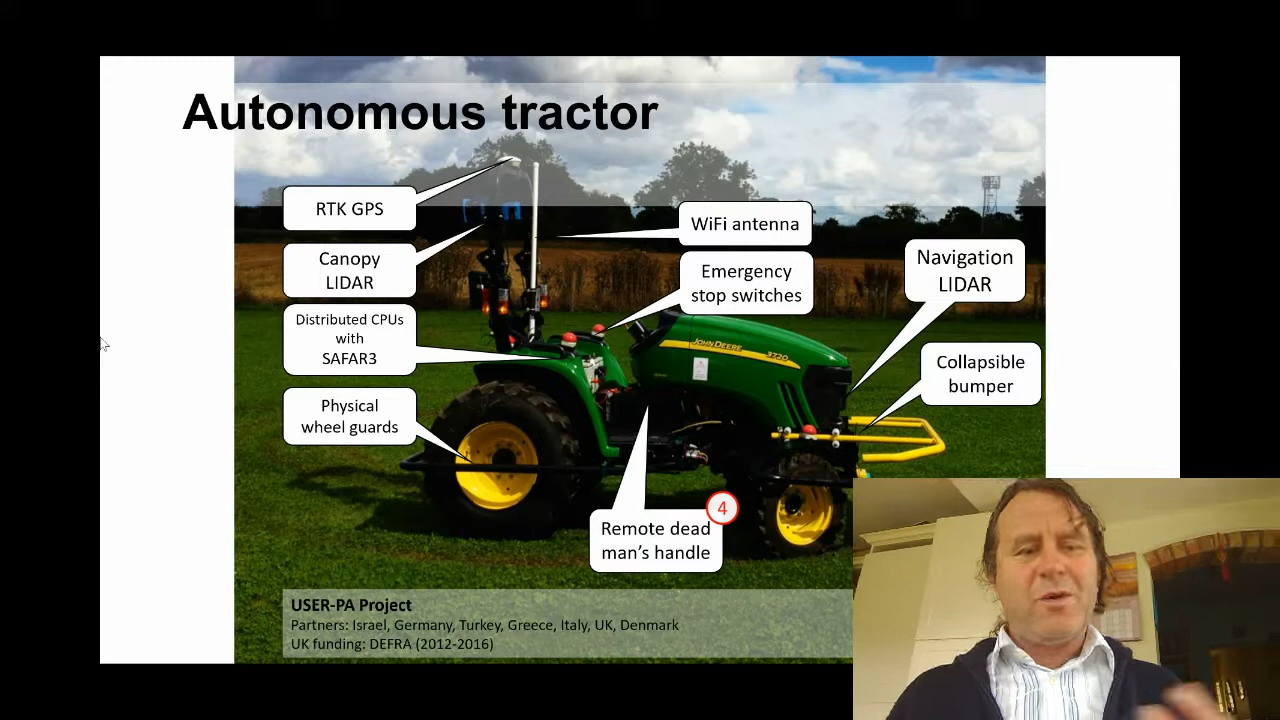 Autonomous tractor
RTK GPS
Canopy
LIDAR
Distributed CPUs
with
SAFAR3
Physical
wheel guards
WiFi antenna
Emergency
stop switches
Navigation
LIDAR
Collapsible
bumper
JOHN DEERE
3720
4
Remote dead
man's handle
USER-PA Project
Partners: Israel, Germany, Turkey, Greece, Italy, UK, Denmark
UK funding: DEFRA (2012-2016)